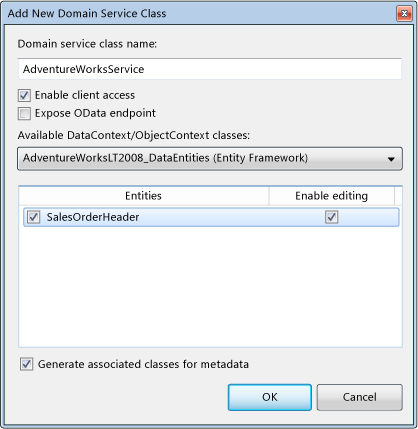 Add New Domain Service Class
Domain service class name:
AdventureWorksService
Enable client access
Expose OData endpoint
Available DataContext/ObjectContext classes:
AdventureWorksLT2008_DataEntities (Entity Framework)
Entities Enable editing
SalesOrderHeader
Generate associated classes for metadata
OK Cancel